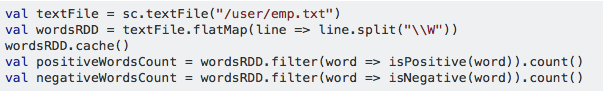 val textFile = sc.textFile("/user/emp.txt")
val wordsRDD = textFile.flatMap(line => line.split("\\W"))
wordsRDD.cache()
val positiveWordsCount = wordsRDD.filter(word => isPositive(word)).count()
val negativeWordsCount = wordsRDD.filter(word => isNegative(word)).count()